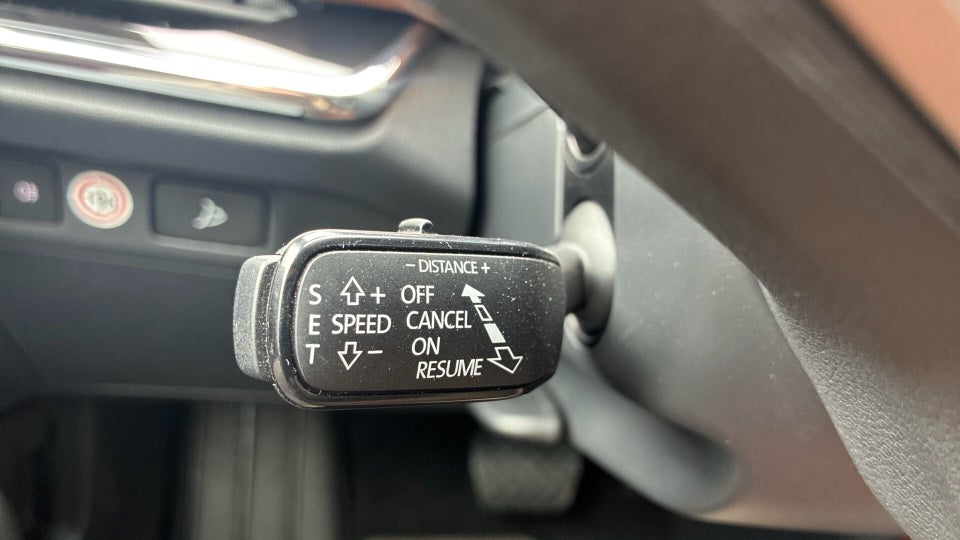 − DISTANCE +
S + OFF
E SPEED CANCEL
T − ON
RESUME